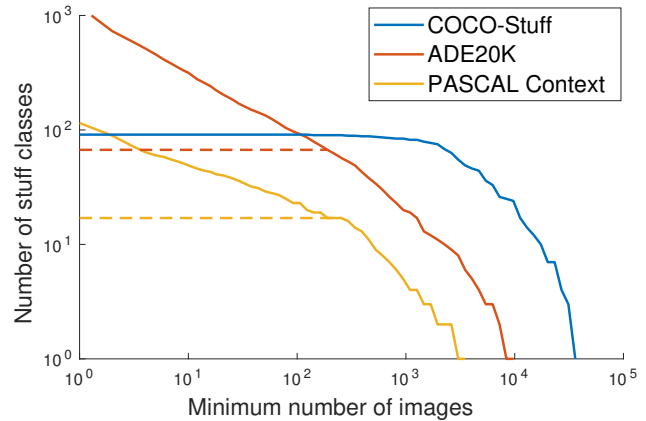 COCO-Stuff
ADE20K
PASCAL Context
Number of stuff classes
10³
10²
10¹
10⁰
10⁰ 10¹ 10² 10³ 10⁴ 10⁵
Minimum number of images